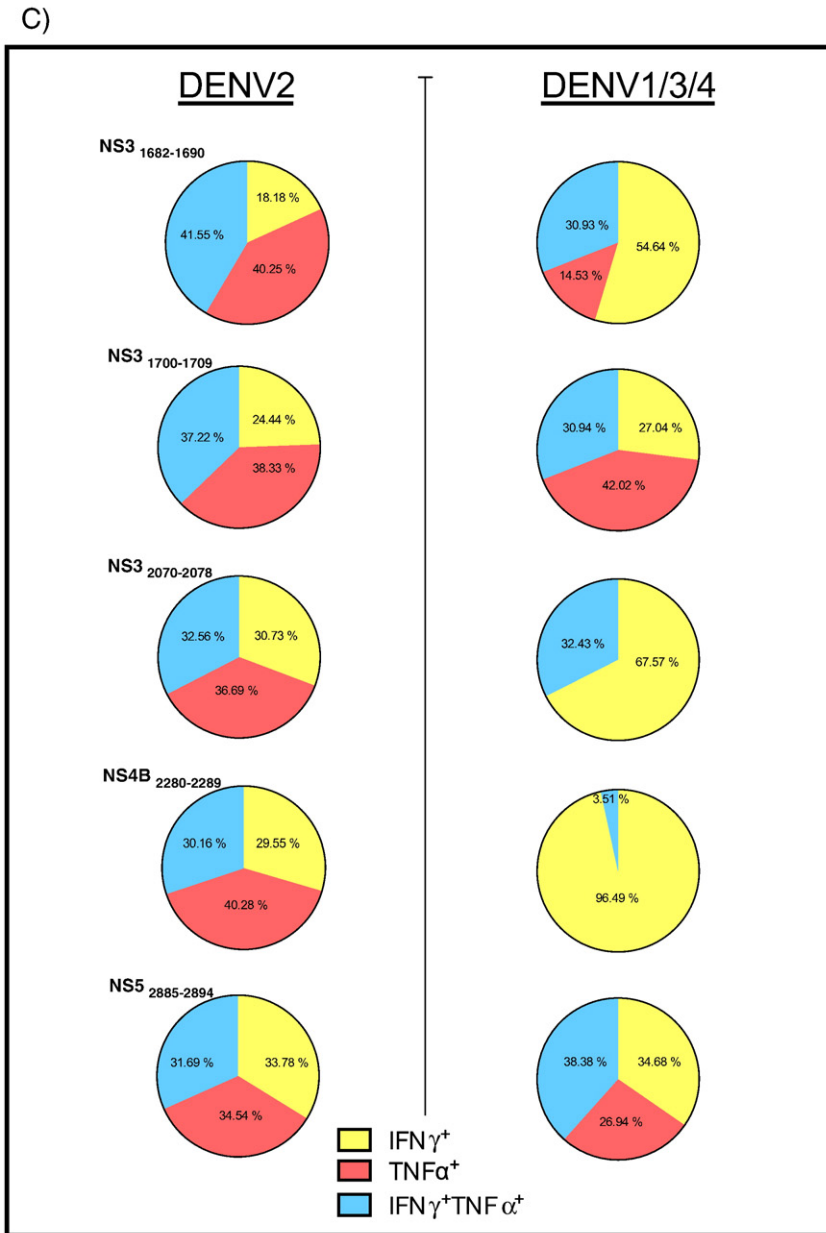 C)
DENV2 DENV1/3/4
NS3 1682-1690
18.18 %
41.55 %
40.25 %
30.93 %
54.64 %
14.53 %
NS3 1700-1709
24.44 %
37.22 %
38.33 %
30.94 %
27.04 %
42.02 %
NS3 2070-2078
32.56 %
30.73 %
36.69 %
32.43 %
67.57 %
NS4B 2280-2289
30.16 %
29.55 %
40.28 %
3.51 %
96.49 %
NS5 2885-2894
31.69 %
33.78 %
34.54 %
38.38 %
34.68 %
26.94 %
IFNγ+
TNFα+
IFNγ+TNFα+